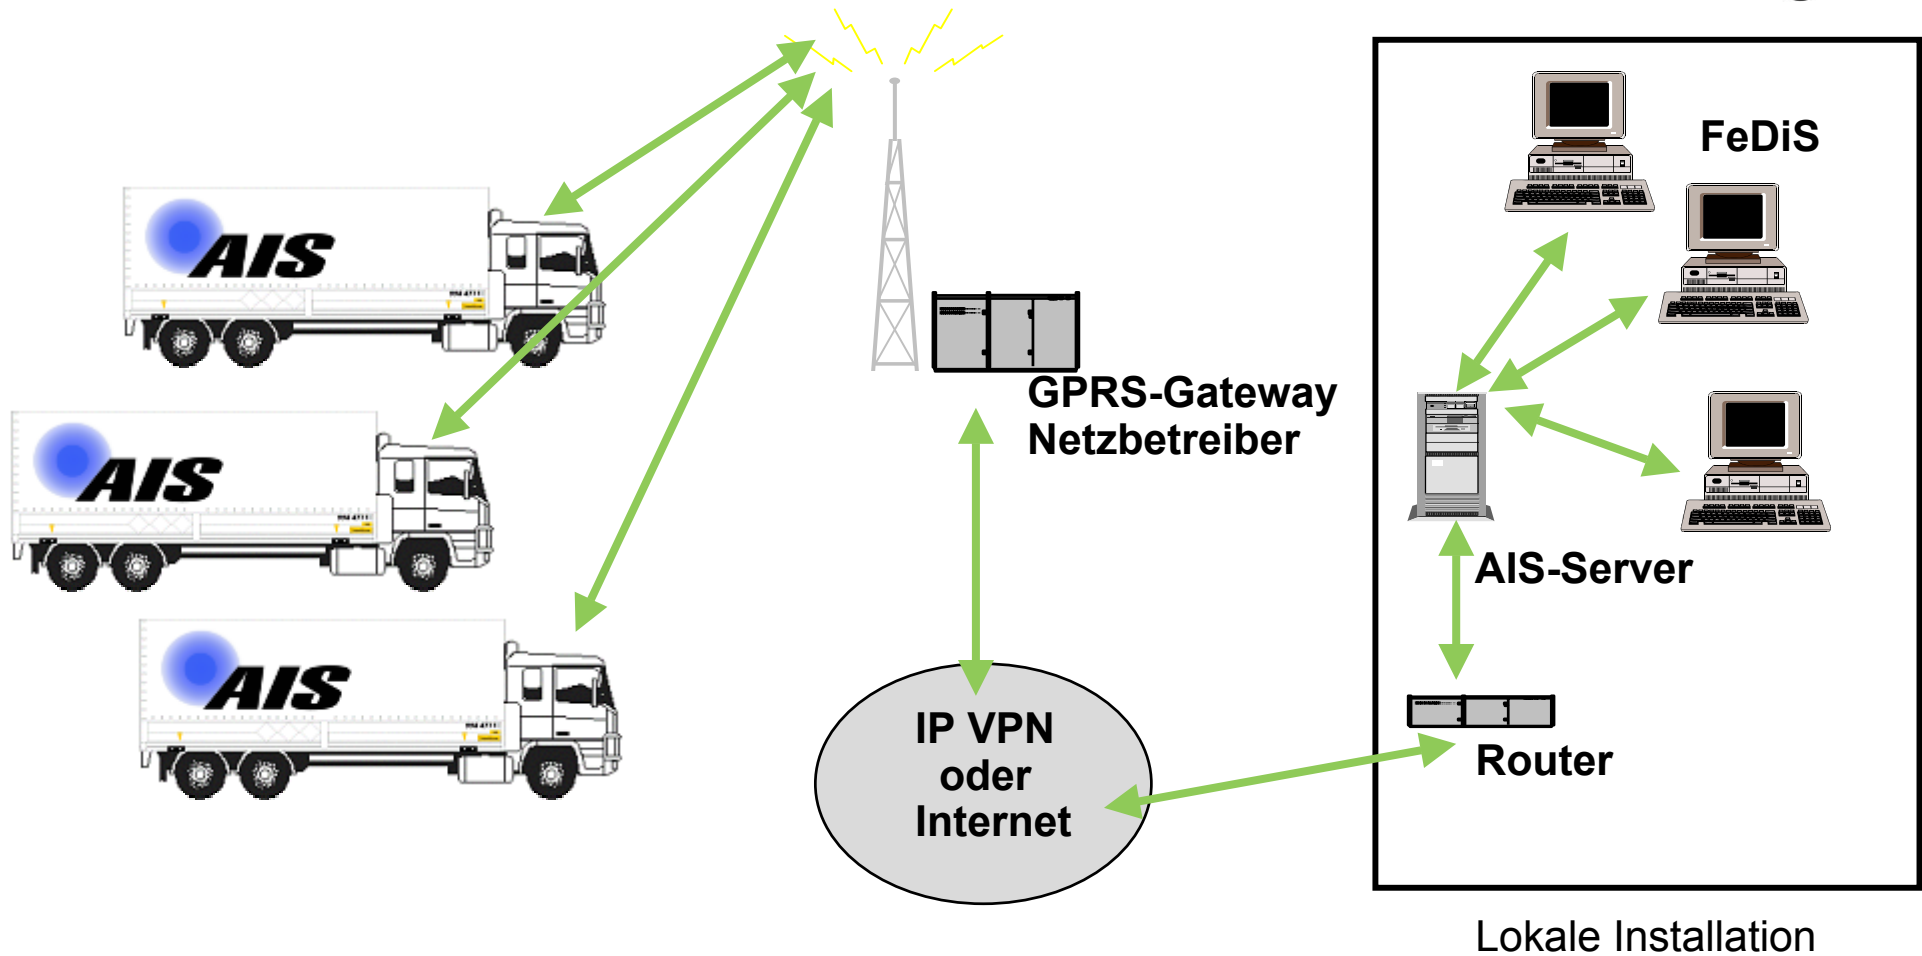 FeDiS
AIS
GPRS-Gateway
Netzbetreiber
AIS
AIS-Server
AIS
IP VPN
oder
Internet
Router
Lokale Installation